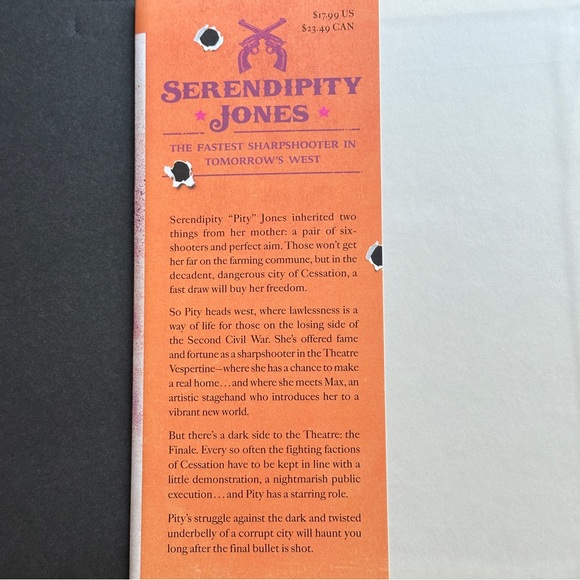 $17.99 US
$23.49 CAN
SERENDIPITY
JONES
THE FASTEST SHARPSHOOTER IN
TOMORROW'S WEST
Serendipity “Pity” Jones inherited two
things from her mother: a pair of six-
shooters and perfect aim. Those won't get
her far on the farming commune, but in the
decadent, dangerous city of Cessation, a
fast draw will buy her freedom.
So Pity heads west, where lawlessness is a
way of life for those on the losing side of
the Second Civil War. She's offered fame
and fortune as a sharpshooter in the Theatre
Vespertine—where she has a chance to make
a real home...and where she meets Max, an
artistic stagehand who introduces her to a
vibrant new world.
But there's a dark side to the Theatre: the
Finale. Every so often the fighting factions
of Cessation have to be kept in line with a
little demonstration, a nightmarish public
execution...and Pity has a starring role.
Pity's struggle against the dark and twisted
underbelly of a corrupt city will haunt you
long after the final bullet is shot.